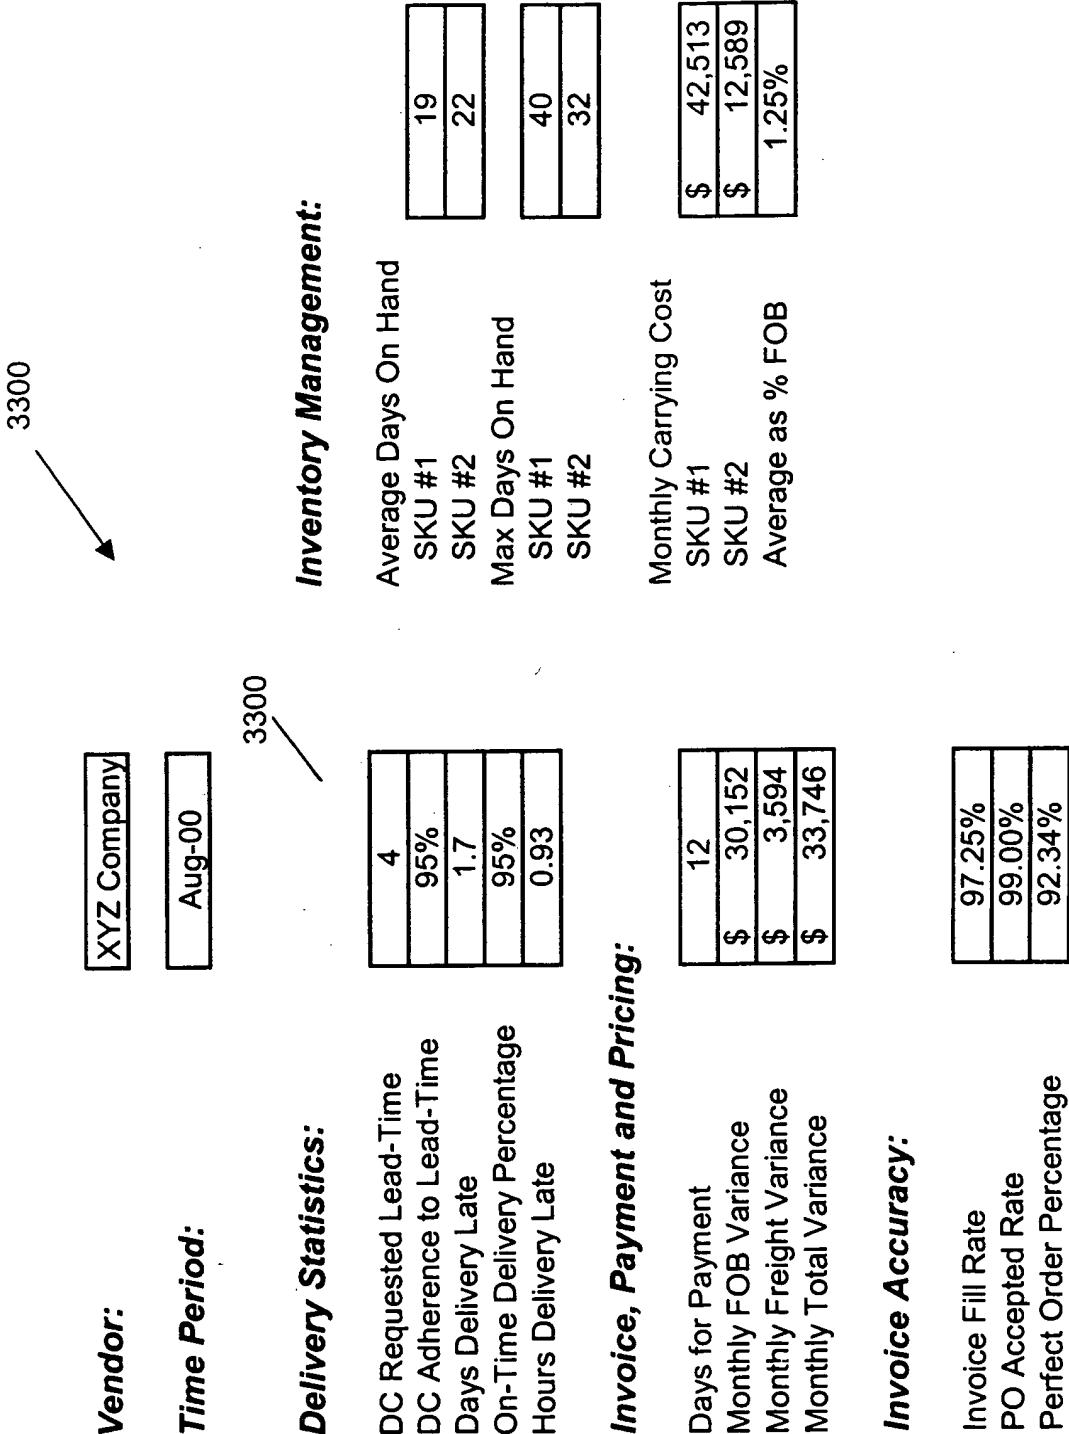 3300
Vendor: XYZ Company
Time Period: Aug-00
3300
Delivery Statistics:
DC Requested Lead-Time 4
DC Adherence to Lead-Time 95%
Days Delivery Late 1.7
On-Time Delivery Percentage 95%
Hours Delivery Late 0.93
Invoice, Payment and Pricing:
Days for Payment 12
Monthly FOB Variance $ 30,152
Monthly Freight Variance $ 3,594
Monthly Total Variance $ 33,746
Invoice Accuracy:
Invoice Fill Rate 97.25%
PO Accepted Rate 99.00%
Perfect Order Percentage 92.34%
Inventory Management:
Average Days On Hand
SKU #1 19
SKU #2 22
Max Days On Hand
SKU #1 40
SKU #2 32
Monthly Carrying Cost
SKU #1 $ 42,513
SKU #2 $ 12,589
Average as % FOB 1.25%